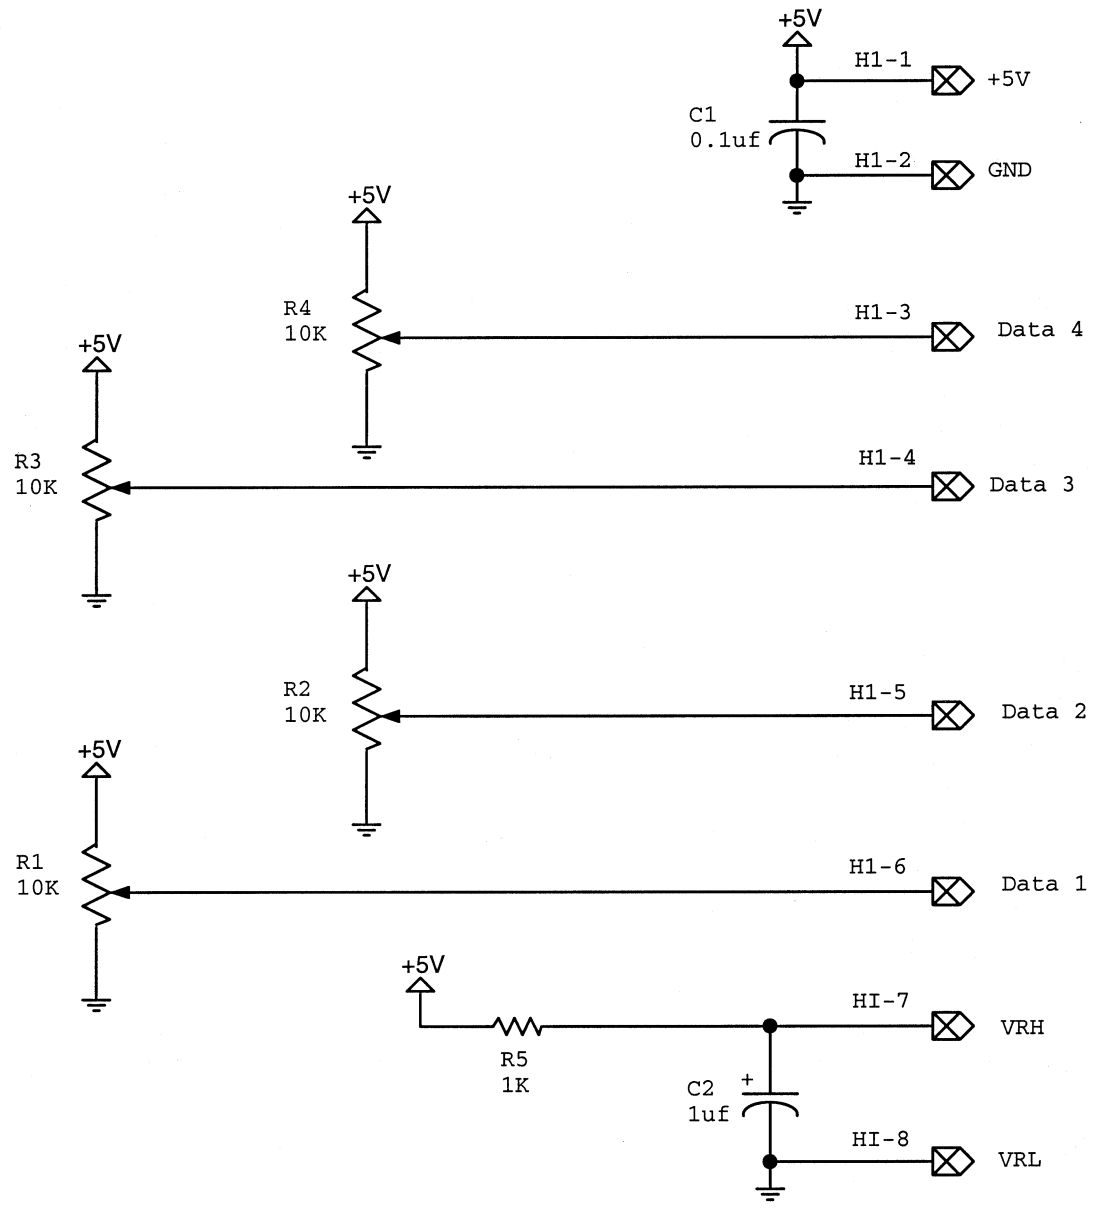 +5V
H1-1
+5V
C1
0.1uf
H1-2
GND
+5V
R4
10K
H1-3
Data 4
+5V
R3
10K
H1-4
Data 3
+5V
R2
10K
H1-5
Data 2
+5V
R1
10K
H1-6
Data 1
+5V
HI-7
VRH
R5
1K
C2
+
1uf
HI-8
VRL